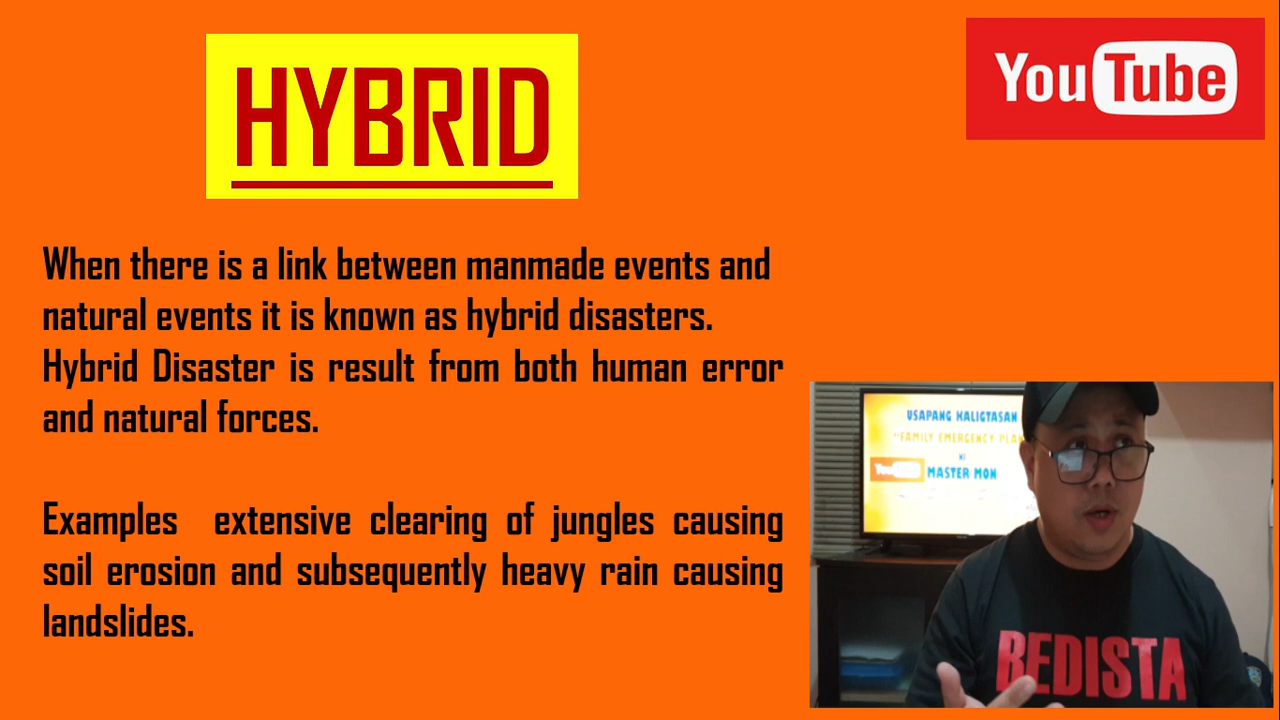 HYBRID
YouTube
When there is a link between manmade events and
natural events it is known as hybrid disasters.
Hybrid Disaster is result from both human error
and natural forces.
Examples extensive clearing of jungles causing
soil erosion and subsequently heavy rain causing
landslides.
USAPANG KALIGTASAN
"FAMILY EMERGENCY PLAN
NI
YouTube MASTER MON
BEDISTA